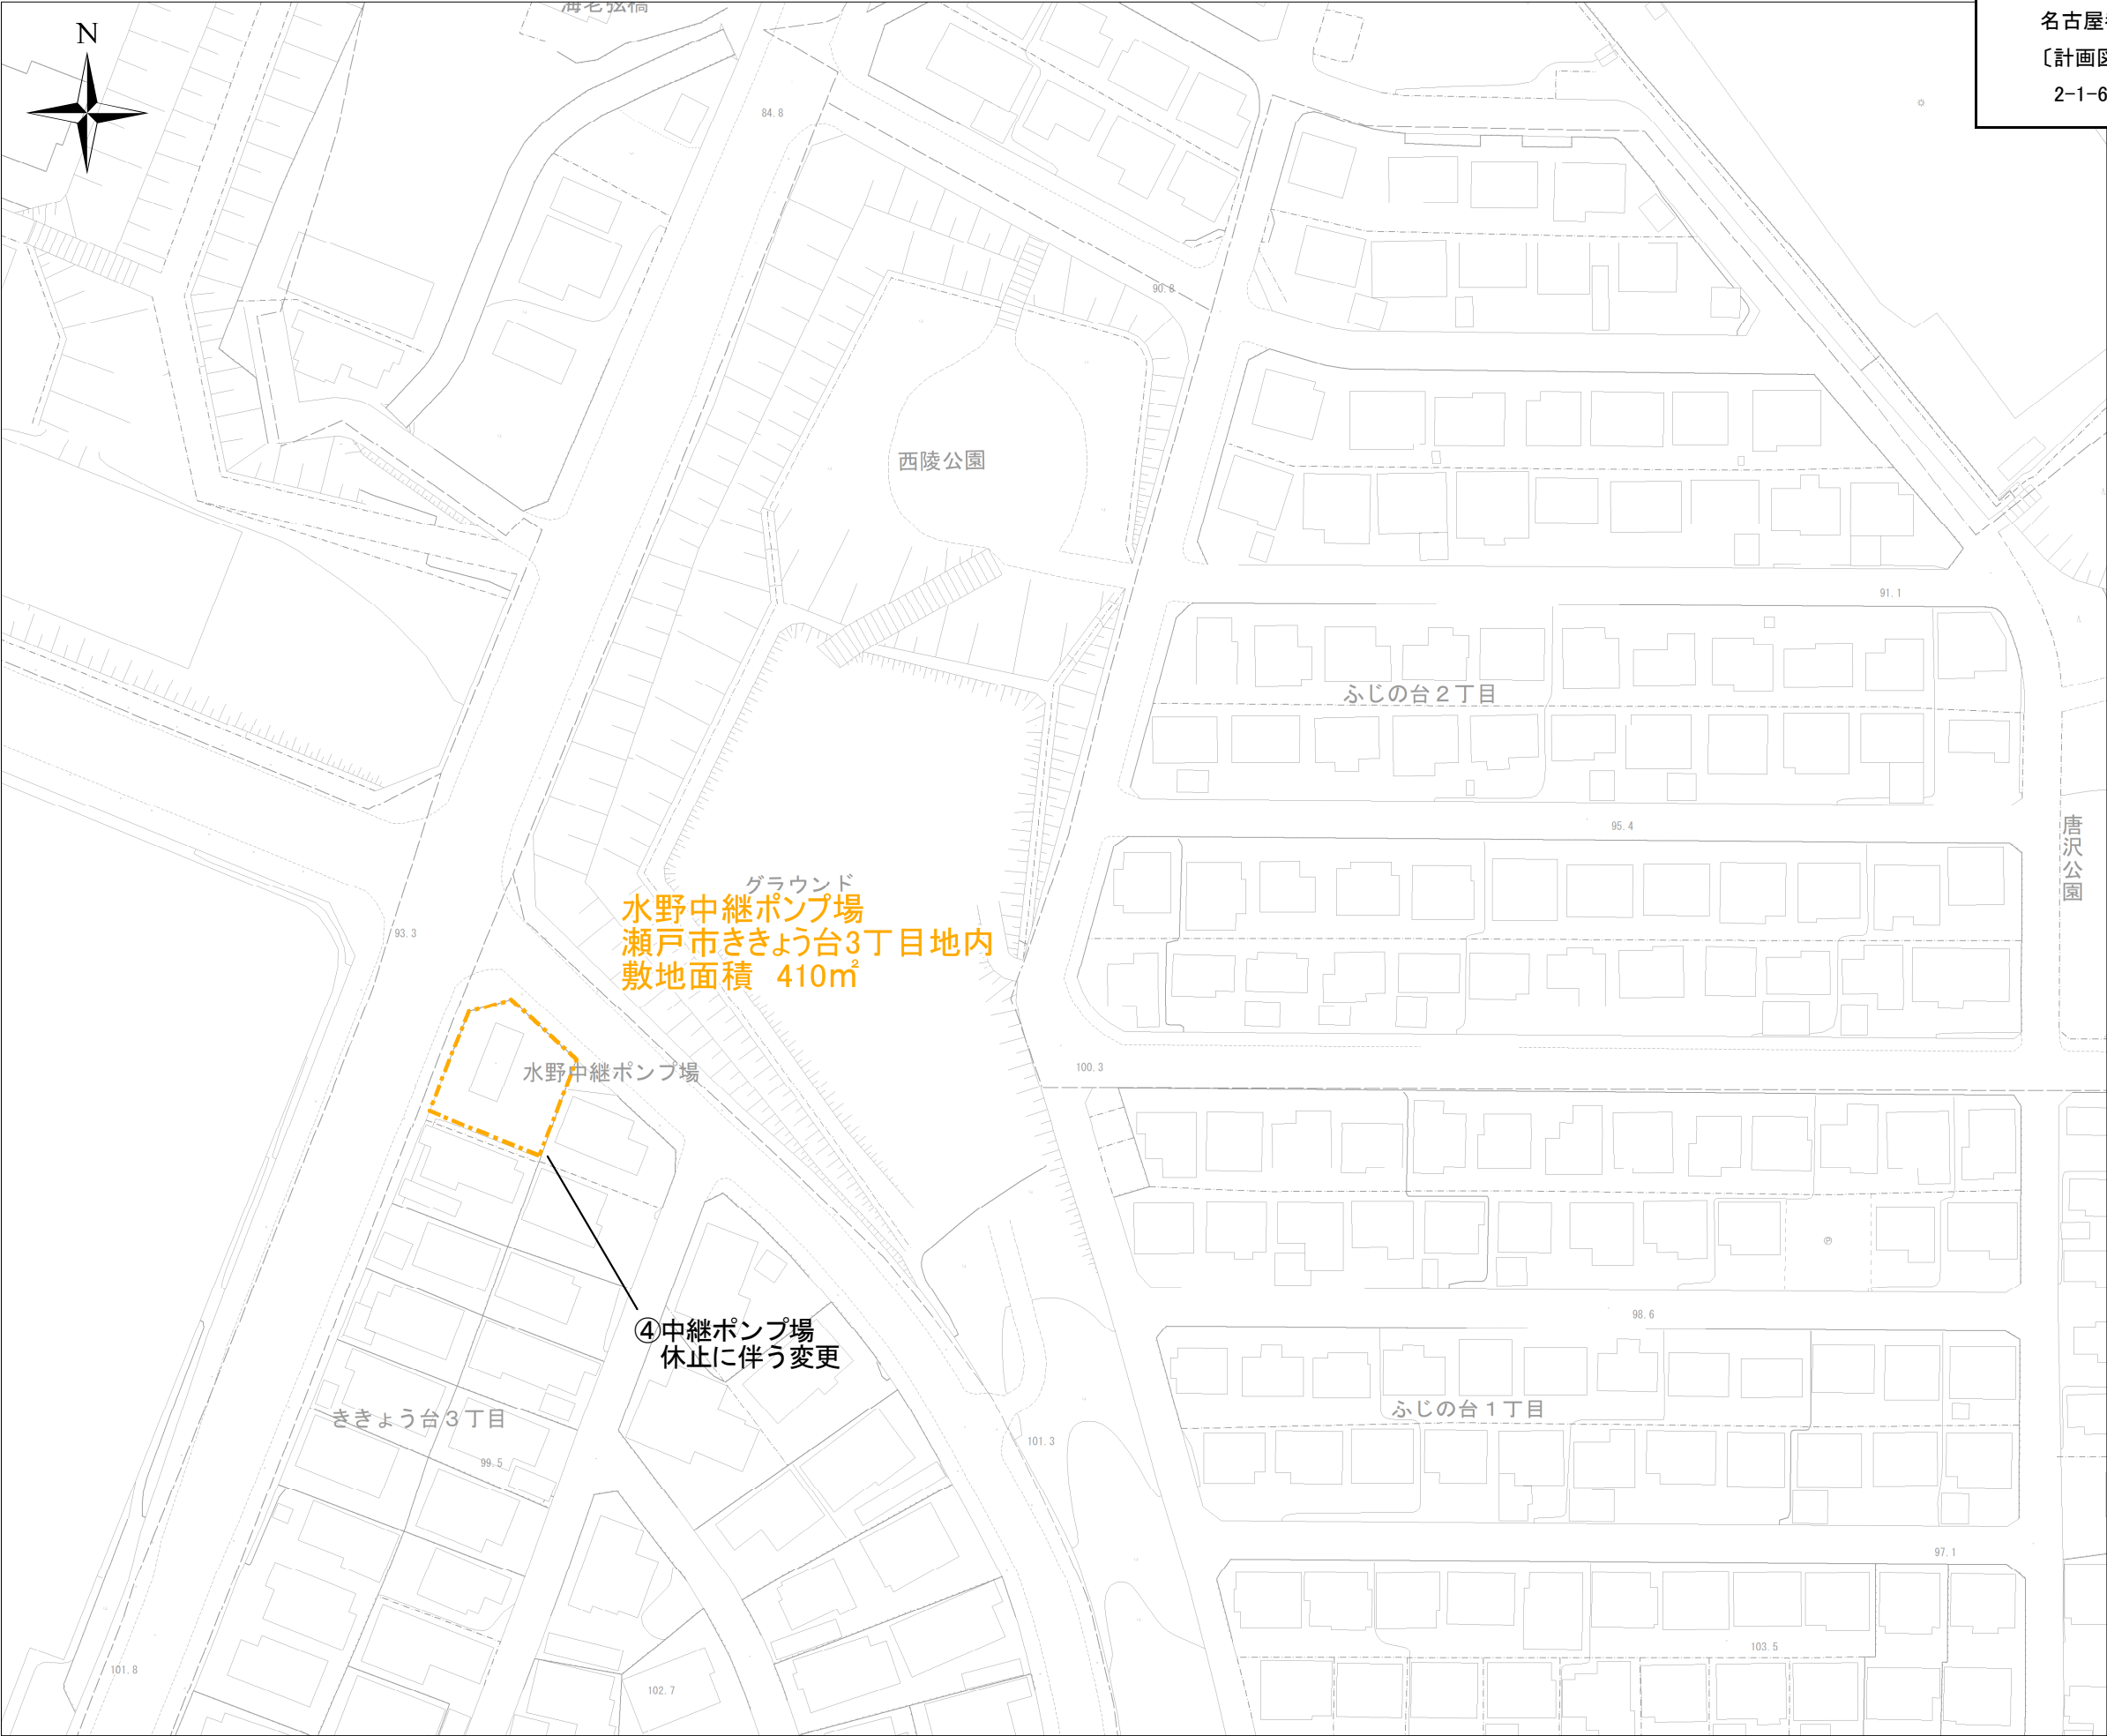 海老弦橋
N
名古屋
〔計画図
2-1-6
84.8
90.8
西陵公園
91.1
ふじの台2丁目
95.4
唐沢公園
グラウンド
水野中継ポンプ場
瀬戸市ききょう台3丁目地内
敷地面積 410㎡
93.3
水野中継ポンプ場
100.3
98.6
④中継ポンプ場
休止に伴う変更
ききょう台3丁目
ふじの台1丁目
101.3
99.5
97.1
103.5
101.8
102.7